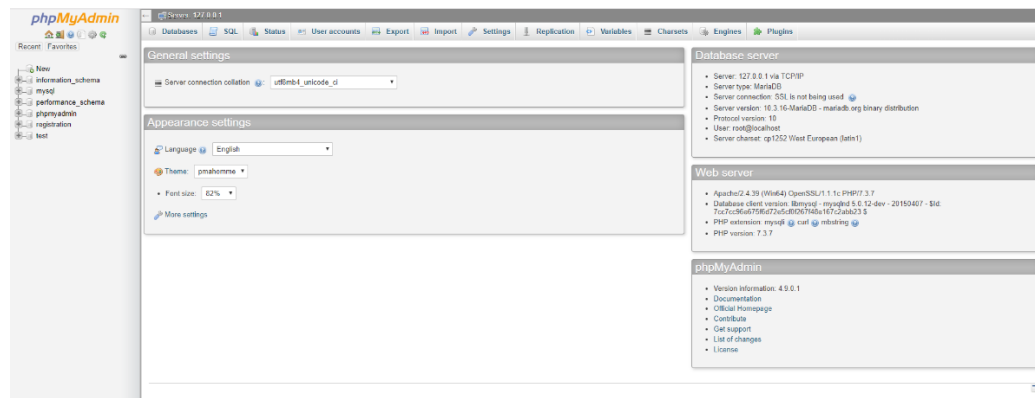 phpMyAdmin
Recent Favorites
New
information_schema
mysql
performance_schema
phpmyadmin
registration
test
Server: 127.0.0.1
Databases SQL Status User accounts Export Import Settings Replication Variables Charsets Engines Plugins
General settings
Server connection collation : utf8mb4_unicode_ci
Appearance settings
Language English
Theme: pmahomme
Font size: 82%
More settings
Database server
Server: 127.0.0.1 via TCP/IP
Server type: MariaDB
Server connection: SSL is not being used
Server version: 10.3.16-MariaDB - mariadb.org binary distribution
Protocol version: 10
User: root@localhost
Server charset: cp1252 West European (latin1)
Web server
Apache/2.4.39 (Win64) OpenSSL/1.1.1c PHP/7.3.7
Database client version: libmysql - mysqlnd 5.0.12-dev - 20150407 - $Id:
$
PHP extension: mysqli curl mbstring
PHP version: 7.3.7
phpMyAdmin
Version information: 4.9.0.1
Documentation
Official Homepage
Contribute
Get support
List of changes
License